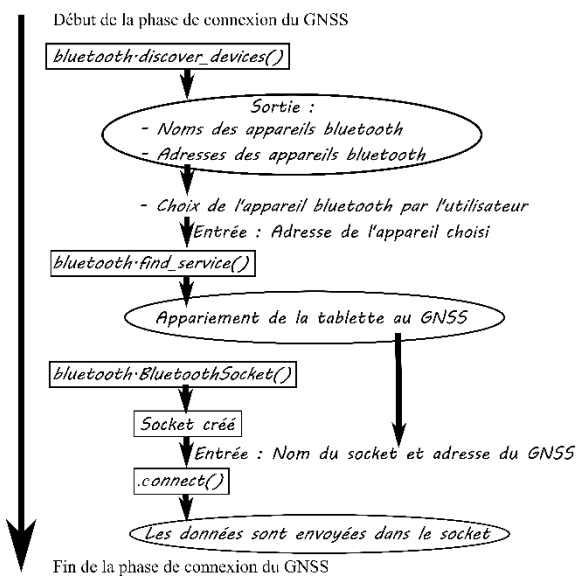 Début de la phase de connexion du GNSS
bluetooth.discover_devices()
Sortie :
- Noms des appareils bluetooth
- Adresses des appareils bluetooth
- Choix de l'appareil bluetooth par l'utilisateur
Entrée : Adresse de l'appareil choisi
bluetooth.find_service()
Appariement de la tablette au GNSS
bluetooth.BluetoothSocket()
Socket créé
Entrée : Nom du socket et adresse du GNSS
.connect()
Les données sont envoyées dans le socket
Fin de la phase de connexion du GNSS